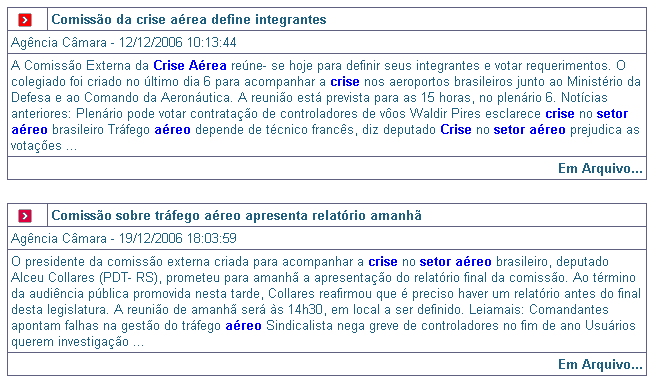 Comissão da crise aérea define integrantes
Agência Câmara - 12/12/2006 10:13:44
A Comissão Externa da Crise Aérea reúne- se hoje para definir seus integrantes e votar requerimentos. O
colegiado foi criado no último dia 6 para acompanhar a crise nos aeroportos brasileiros junto ao Ministério da
Defesa e ao Comando da Aeronáutica. A reunião está prevista para as 15 horas, no plenário 6. Notícias
anteriores: Plenário pode votar contratação de controladores de vôos Waldir Pires esclarece crise no setor
aéreo brasileiro Tráfego aéreo depende de técnico francês, diz deputado Crise no setor aéreo prejudica as
votações ...
Em Arquivo...
Comissão sobre tráfego aéreo apresenta relatório amanhã
Agência Câmara - 19/12/2006 18:03:59
O presidente da comissão externa criada para acompanhar a crise no setor aéreo brasileiro, deputado
Alceu Collares (PDT- RS), prometeu para amanhã a apresentação do relatório final da comissão. Ao término
da audiência pública promovida nesta tarde, Collares reafirmou que é preciso haver um relatório antes do final
desta legislatura. A reunião de amanhã será às 14h30, em local a ser definido. Leiamais: Comandantes
apontam falhas na gestão do tráfego aéreo Sindicalista nega greve de controladores no fim de ano Usuários
querem investigação ...
Em Arquivo...